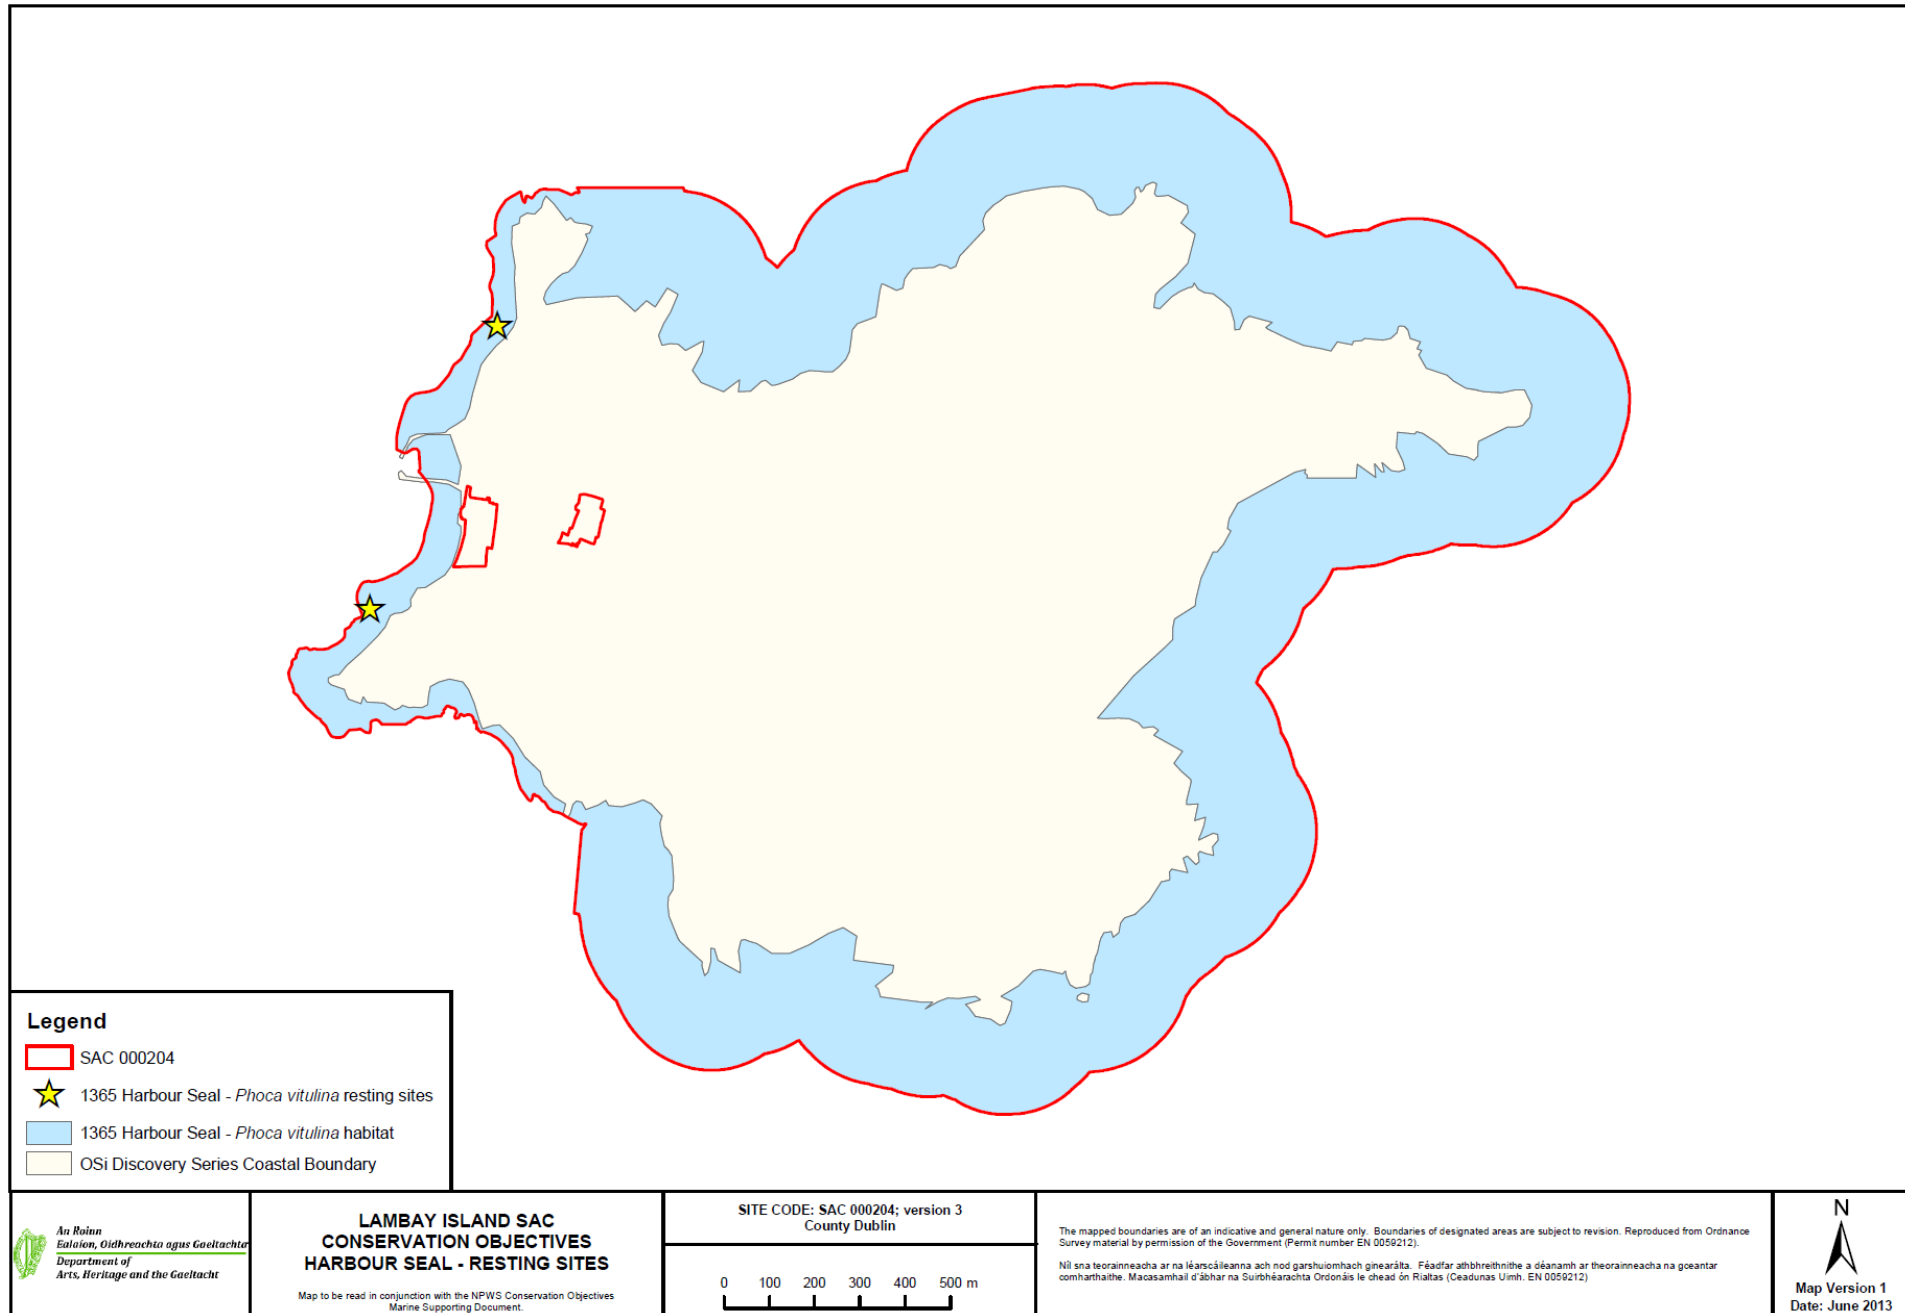 Legend
SAC 000204
1365 Harbour Seal - Phoca vitulina resting sites
1365 Harbour Seal - Phoca vitulina habitat
OSi Discovery Series Coastal Boundary
An Roinn
Ealaíon, Oidhreachta agus Gaeltachta
Department of
Arts, Heritage and the Gaeltacht
LAMBAY ISLAND SAC
CONSERVATION OBJECTIVES
HARBOUR SEAL - RESTING SITES
Map to be read in conjunction with the NPWS Conservation Objectives
Marine Supporting Document.
SITE CODE: SAC 000204; version 3
County Dublin
0 100 200 300 400 500 m
The mapped boundaries are of an indicative and general nature only. Boundaries of designated areas are subject to revision. Reproduced from Ordnance
Survey material by permission of the Government (Permit number EN 0059212).
Níl sna teorainneacha ar na léarscáileanna ach nod garshuiomhach ginearálta. Féadfar athbhreithnithe a déanamh ar theorainneacha na gceantar
comharthaithe. Macasamhail d'ábhar na Suirbhéarachta Ordonáis le chead ón Rialtas (Ceadunas Uimh. EN 0059212)
N
Map Version 1
Date: June 2013